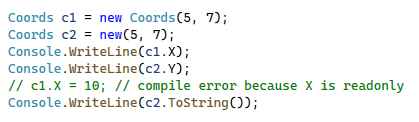 Coords c1 = new Coords(5, 7);
Coords c2 = new(5, 7);
Console.WriteLine(c1.X);
Console.WriteLine(c2.Y);
// c1.X = 10; // compile error because X is readonly
Console.WriteLine(c2.ToString());